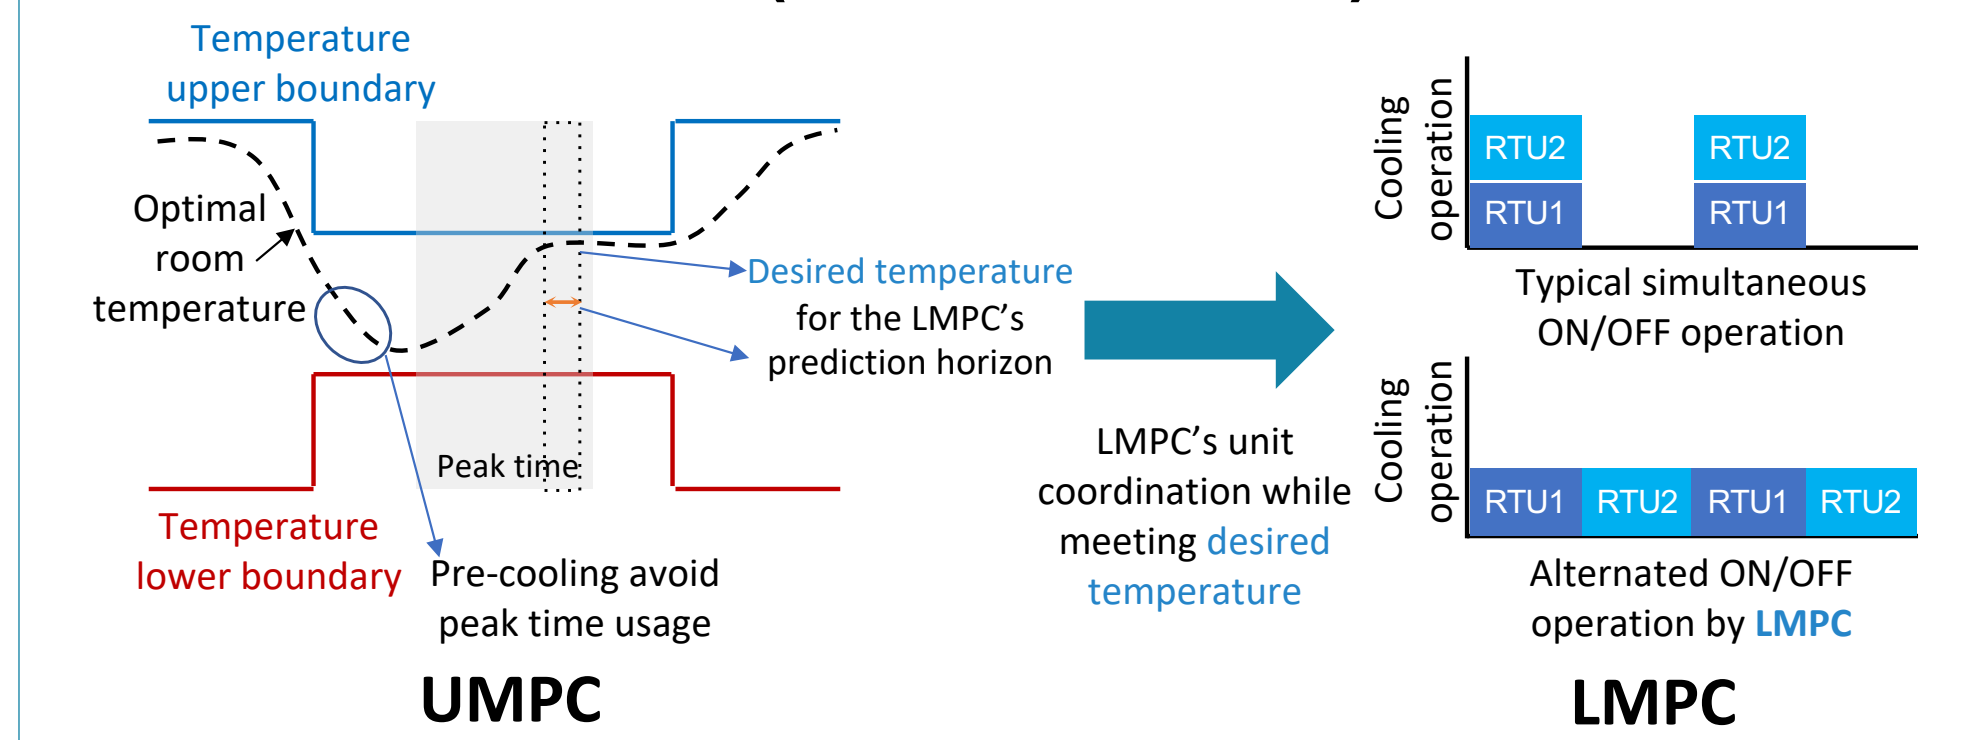 Temperature
upper boundary
Optimal
room
temperature
Peak time
Temperature
lower boundary
Pre-cooling avoid
peak time usage
UMPC
Desired temperature
for the LMPC’s
prediction horizon
LMPC’s unit
coordination while
meeting desired
temperature
Cooling
operation
RTU2
RTU2
RTU1
RTU1
Typical simultaneous
ON/OFF operation
Cooling
operation
RTU1 RTU2 RTU1 RTU2
Alternated ON/OFF
operation by LMPC
LMPC